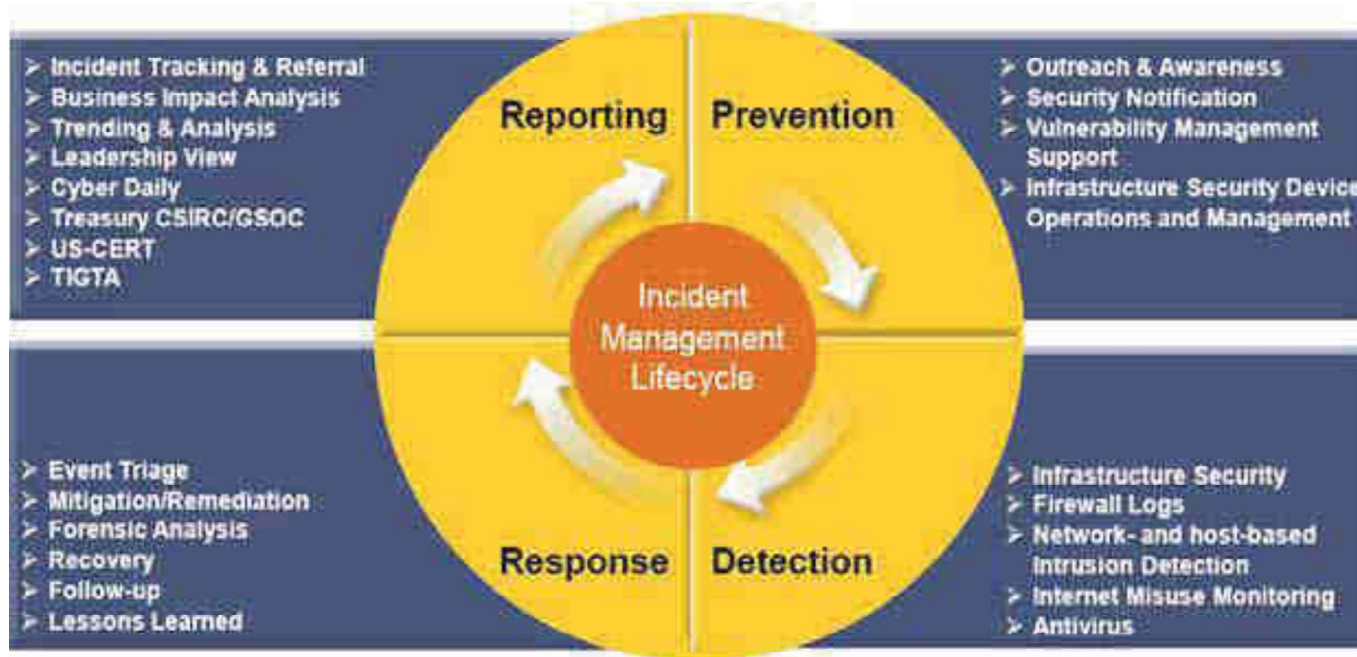 ➢ Incident Tracking & Referral
➢ Business Impact Analysis
➢ Trending & Analysis
➢ Leadership View
➢ Cyber Daily
➢ Treasury CSIRC/GSOC
➢ US-CERT
➢ TIGTA
Reporting
Prevention
➢ Outreach & Awareness
➢ Security Notification
➢ Vulnerability Management
Support
➢ Infrastructure Security Device
Operations and Management
Incident
Management
Lifecycle
➢ Event Triage
➢ Mitigation/Remediation
➢ Forensic Analysis
➢ Recovery
➢ Follow-up
➢ Lessons Learned
Response
Detection
➢ Infrastructure Security
➢ Firewall Logs
➢ Network- and host-based
Intrusion Detection
➢ Internet Misuse Monitoring
➢ Antivirus